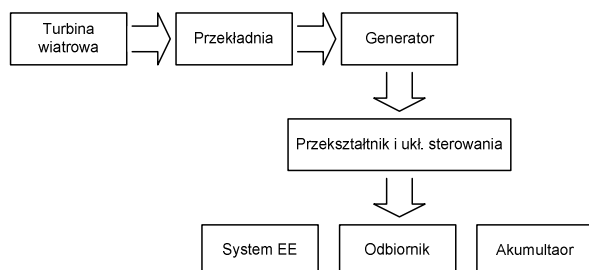 Turbina
wiatrowa
Przekładnia
Generator
Przekształtnik i ukł. sterowania
System EE
Odbiornik
Akumultaor